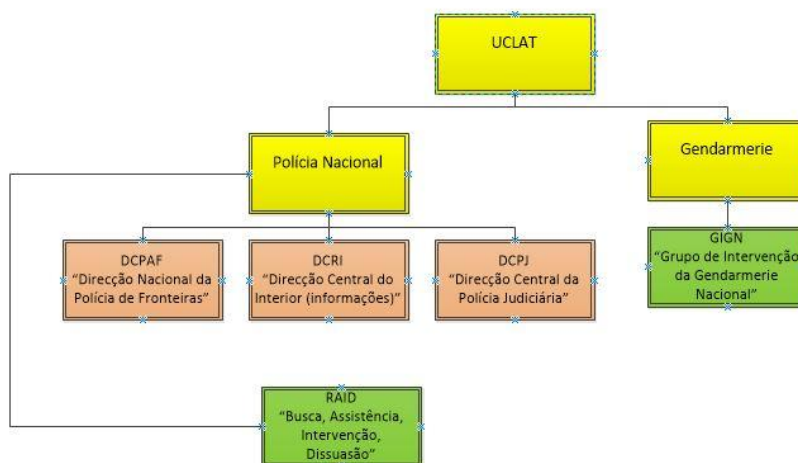 UCLAT
Polícia Nacional
Gendarmerie
DCPAF
“Direcção Nacional da
Polícia de Fronteiras”
DCRI
“Direcção Central do
Interior (informações)”
DCPJ
“Direcção Central da
Polícia Judiciária”
GIGN
“Grupo de Intervenção
da Gendarmerie
Nacional”
RAID
“Busca, Assistência,
Intervenção,
Dissuasão”